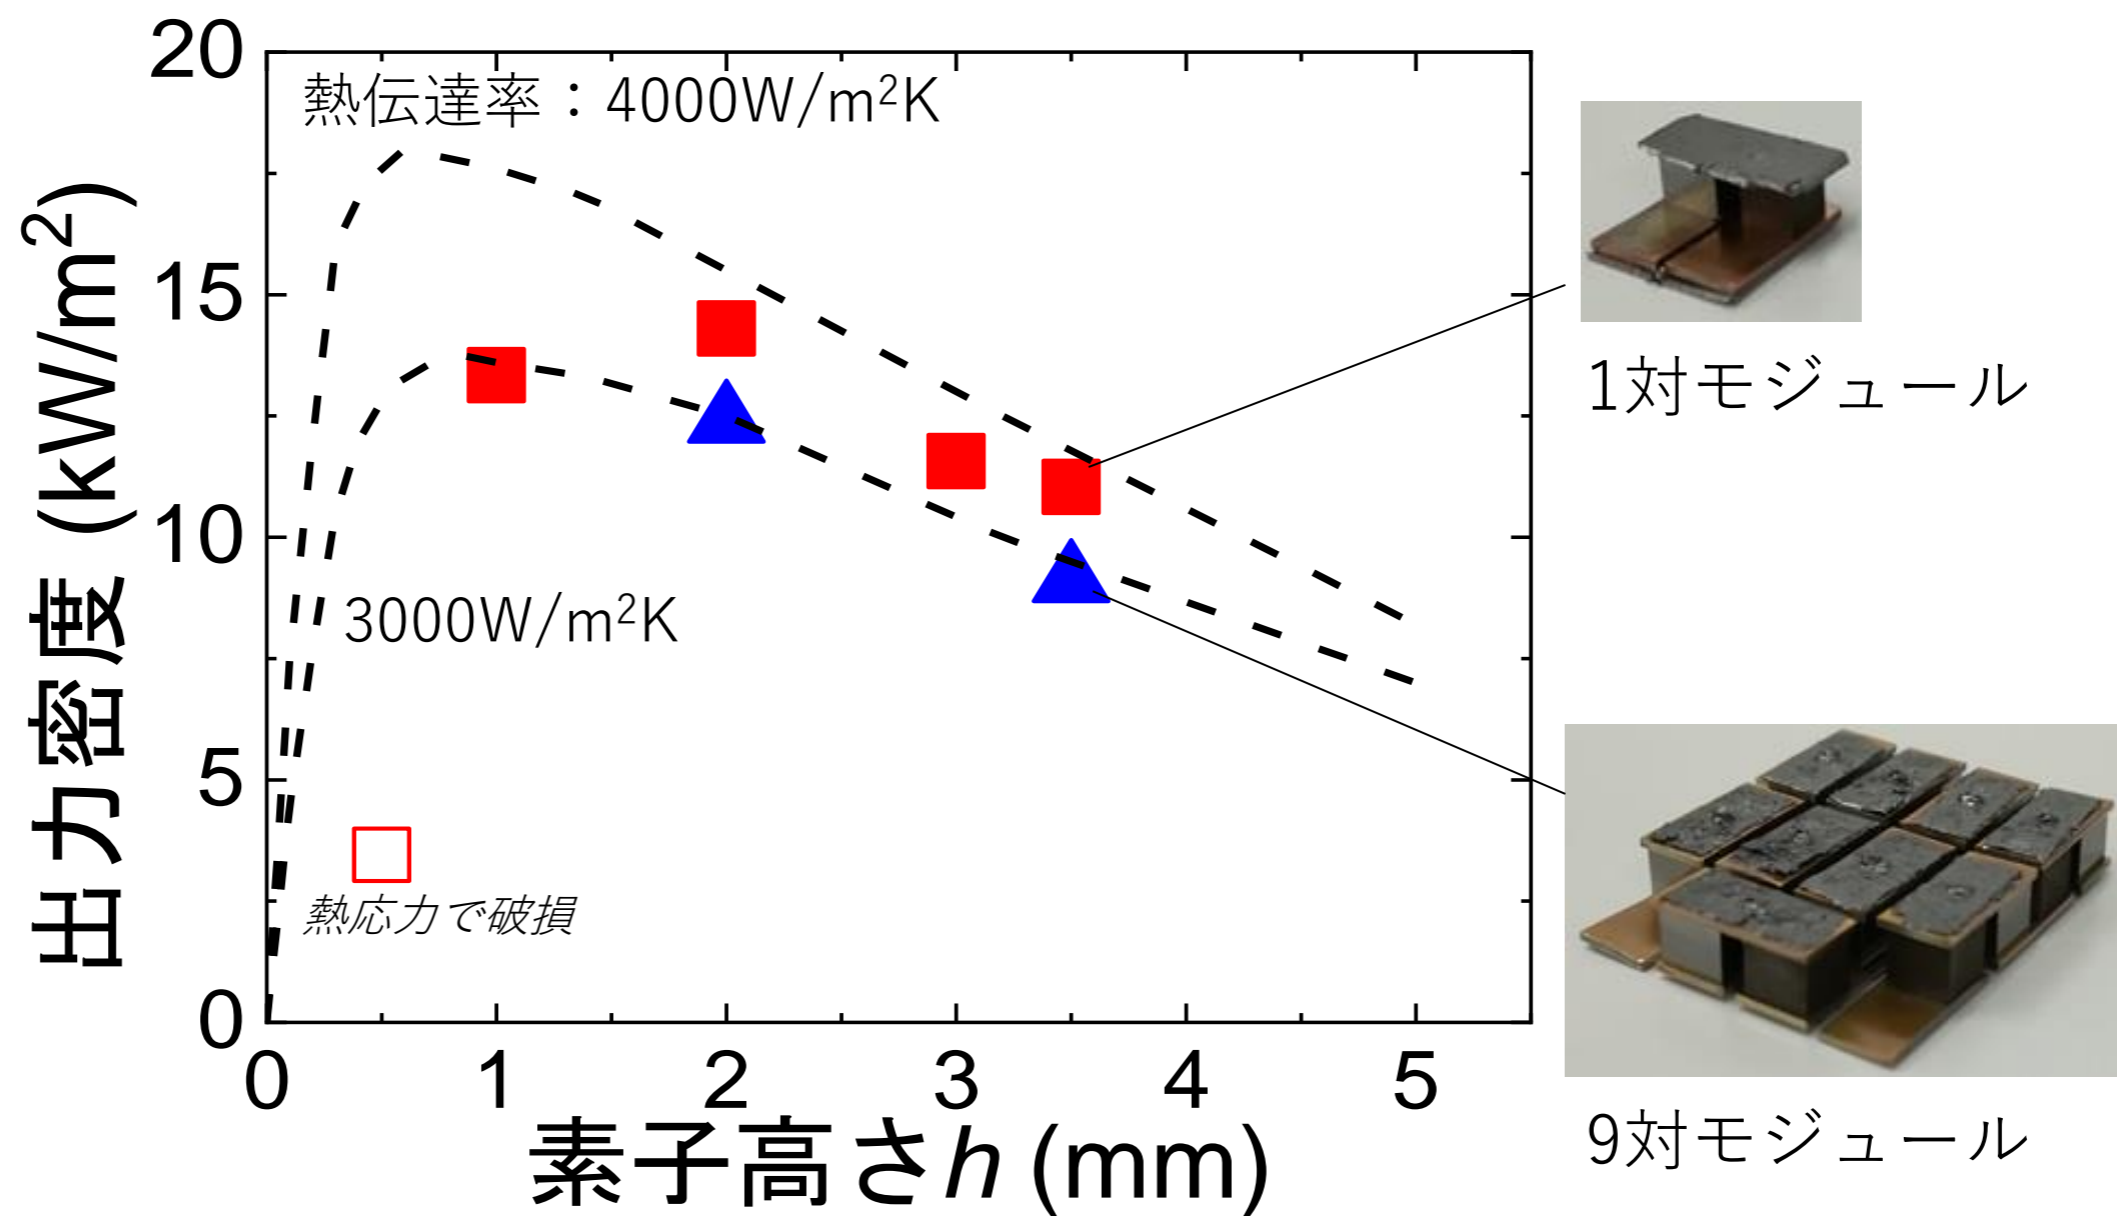 20
15
10
5
0
出力密度 (kW/m²)
熱伝達率：4000W/m²K
3000W/m²K
熱応力で破損
0 1 2 3 4 5
素子高さh (mm)
1対モジュール
9対モジュール